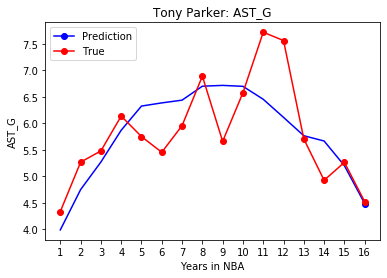 Tony Parker: AST_G
Prediction
True
AST_G
7.5
7.0
6.5
6.0
5.5
5.0
4.5
4.0
1 2 3 4 5 6 7 8 9 10 11 12 13 14 15 16
Years in NBA